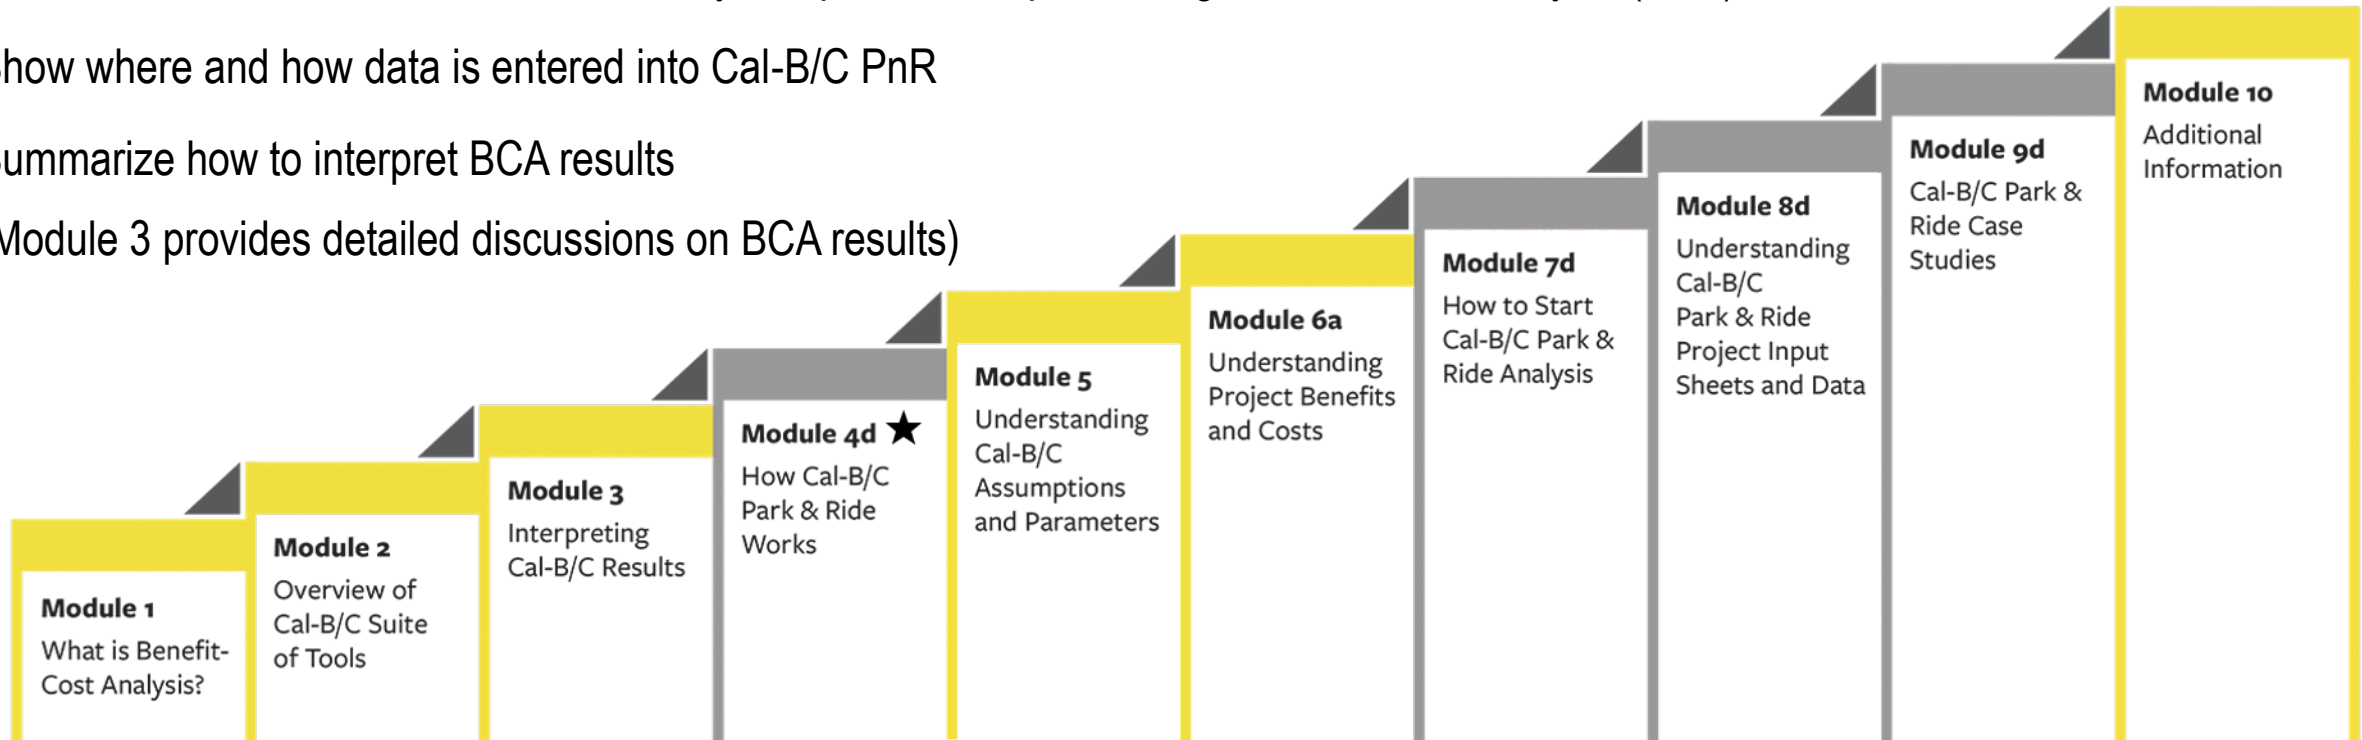 how where and how data is entered into Cal-B/C PnR
ummarize how to interpret BCA results
Module 3 provides detailed discussions on BCA results)
Module 1
What is Benefit-
Cost Analysis?
Module 2
Overview of
Cal-B/C Suite
of Tools
Module 3
Interpreting
Cal-B/C Results
Module 4d ★
How Cal-B/C
Park & Ride
Works
Module 5
Understanding
Cal-B/C
Assumptions
and Parameters
Module 6a
Understanding
Project Benefits
and Costs
Module 7d
How to Start
Cal-B/C Park &
Ride Analysis
Module 8d
Understanding
Cal-B/C
Park & Ride
Project Input
Sheets and Data
Module 9d
Cal-B/C Park &
Ride Case
Studies
Module 10
Additional
Information